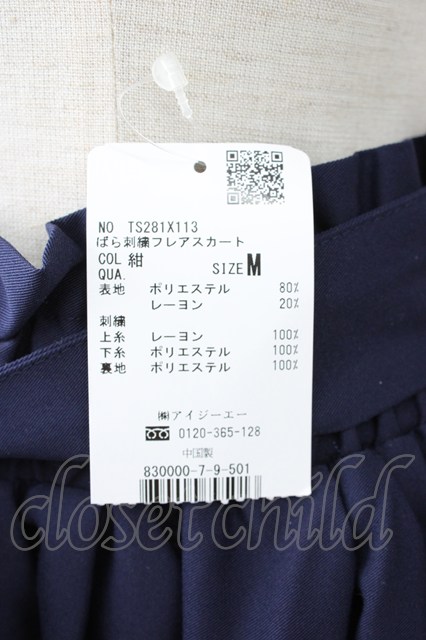 NO TS281X113
ばら刺繍フレアスカート
COL 紺
QUA. SIZE M
表地 ポリエステル 80%
レーヨン 20%
刺繍
上糸 レーヨン 100%
下糸 ポリエステル 100%
裏地 ポリエステル 100%
㈱アイジーエー
0120-365-128
中国製
830000-7-9-501
closet child